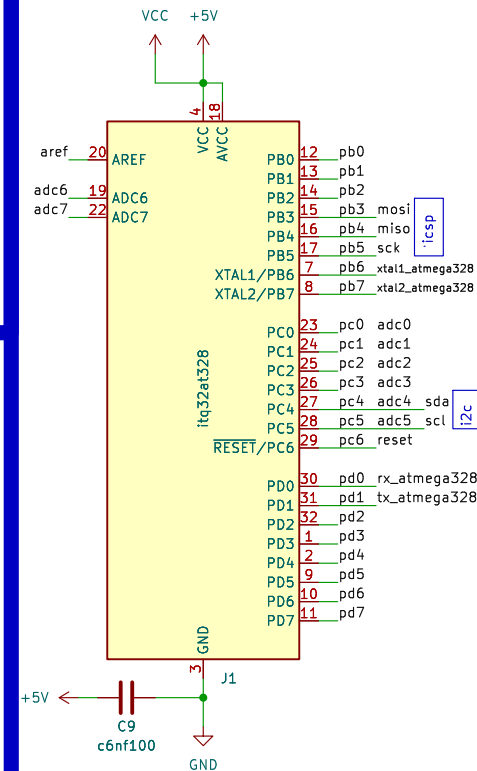 VCC +5V
4 18
VCC AVCC
aref 20 AREF
adc6 19 ADC6
adc7 22 ADC7
PB0 12 pb0
PB1 13 pb1
PB2 14 pb2
PB3 15 pb3 mosi
PB4 16 pb4 miso
PB5 17 pb5 sck
icsp
XTAL1/PB6 7 pb6 xtal1_atmega328
XTAL2/PB7 8 pb7 xtal2_atmega328
PC0 23 pc0 adc0
PC1 24 pc1 adc1
PC2 25 pc2 adc2
PC3 26 pc3 adc3
PC4 27 pc4 adc4 sda
PC5 28 pc5 adc5 scl
i2c
RESET/PC6 29 pc6 reset
itq32at328
PD0 30 pd0 rx_atmega328
PD1 31 pd1 tx_atmega328
PD2 32 pd2
PD3 1 pd3
PD4 2 pd4
PD5 9 pd5
PD6 10 pd6
PD7 11 pd7
GND
3
J1
+5V
C9
c6nf100
GND